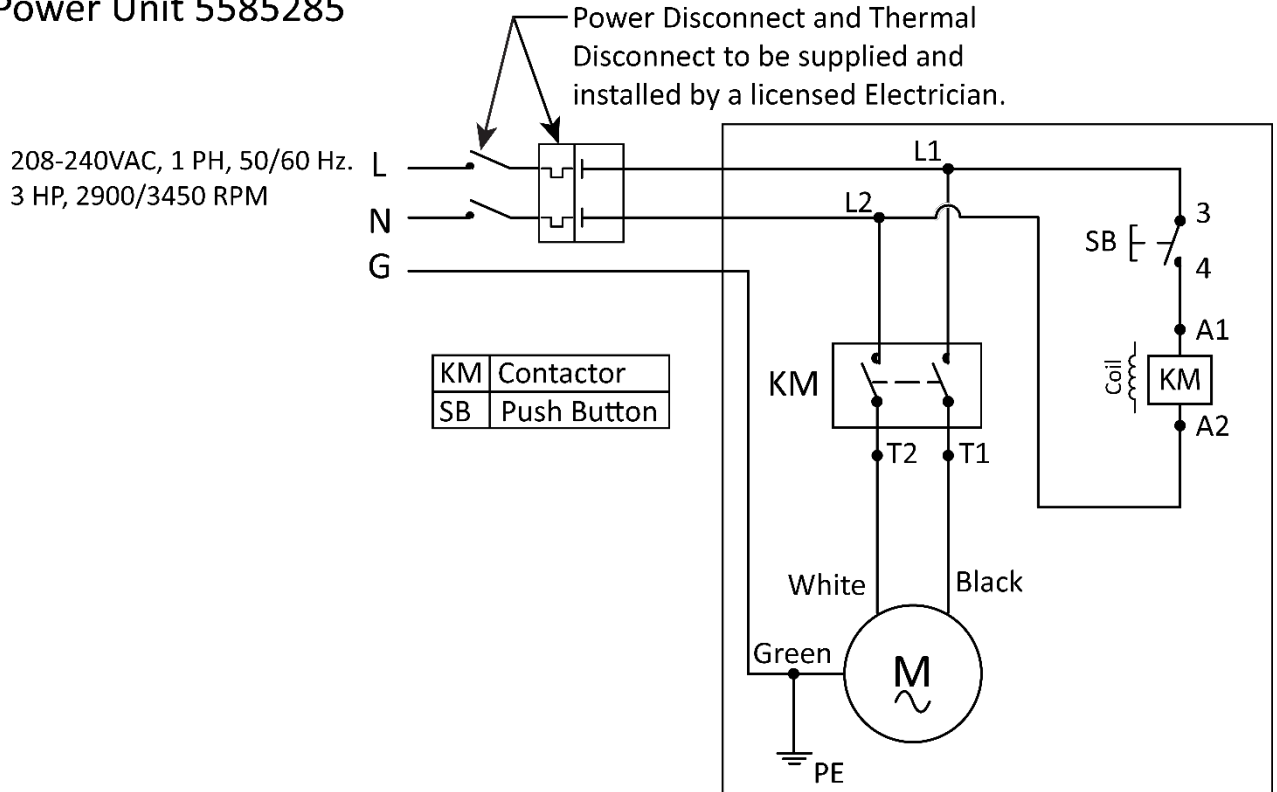 Power Unit 5585285
Power Disconnect and Thermal
Disconnect to be supplied and
installed by a licensed Electrician.
208-240VAC, 1 PH, 50/60 Hz.
3 HP, 2900/3450 RPM
L
N
G
L1
L2
3
SB
4
A1
Coil
KM
A2
KM
KM Contactor
SB Push Button
T2
T1
White
Black
Green
M
PE